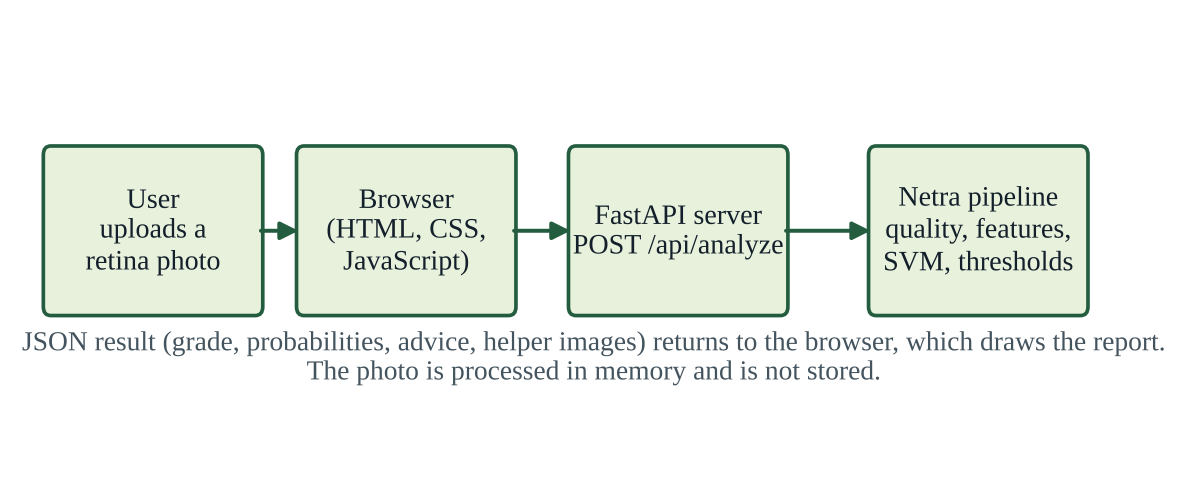 User
uploads a
retina photo
Browser
(HTML, CSS,
JavaScript)
FastAPI server
POST /api/analyze
Netra pipeline
quality, features,
SVM, thresholds
JSON result (grade, probabilities, advice, helper images) returns to the browser, which draws the report.
The photo is processed in memory and is not stored.